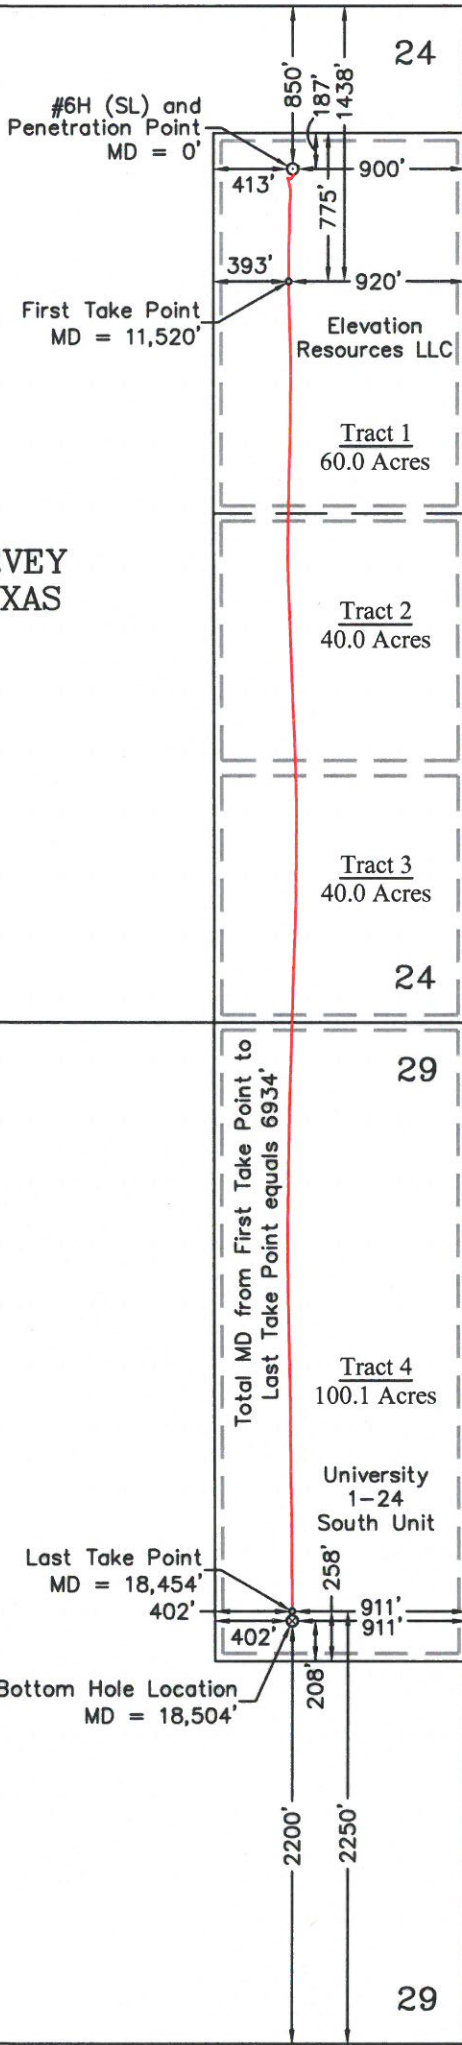 24
850'
187'
1438'
#6H (SL) and
Penetration Point
MD = 0'
413'
900'
775'
393'
920'
First Take Point
MD = 11,520'
Elevation
Resources LLC
Tract 1
60.0 Acres
VEY
XAS
Tract 2
40.0 Acres
Tract 3
40.0 Acres
24
29
Total MD from First Take Point to
Last Take Point equals 6934'
Tract 4
100.1 Acres
University
1-24
South Unit
Last Take Point
MD = 18,454'
258'
402'
911'
402'
911'
Bottom Hole Location
MD = 18,504'
208'
2200'
2250'
29